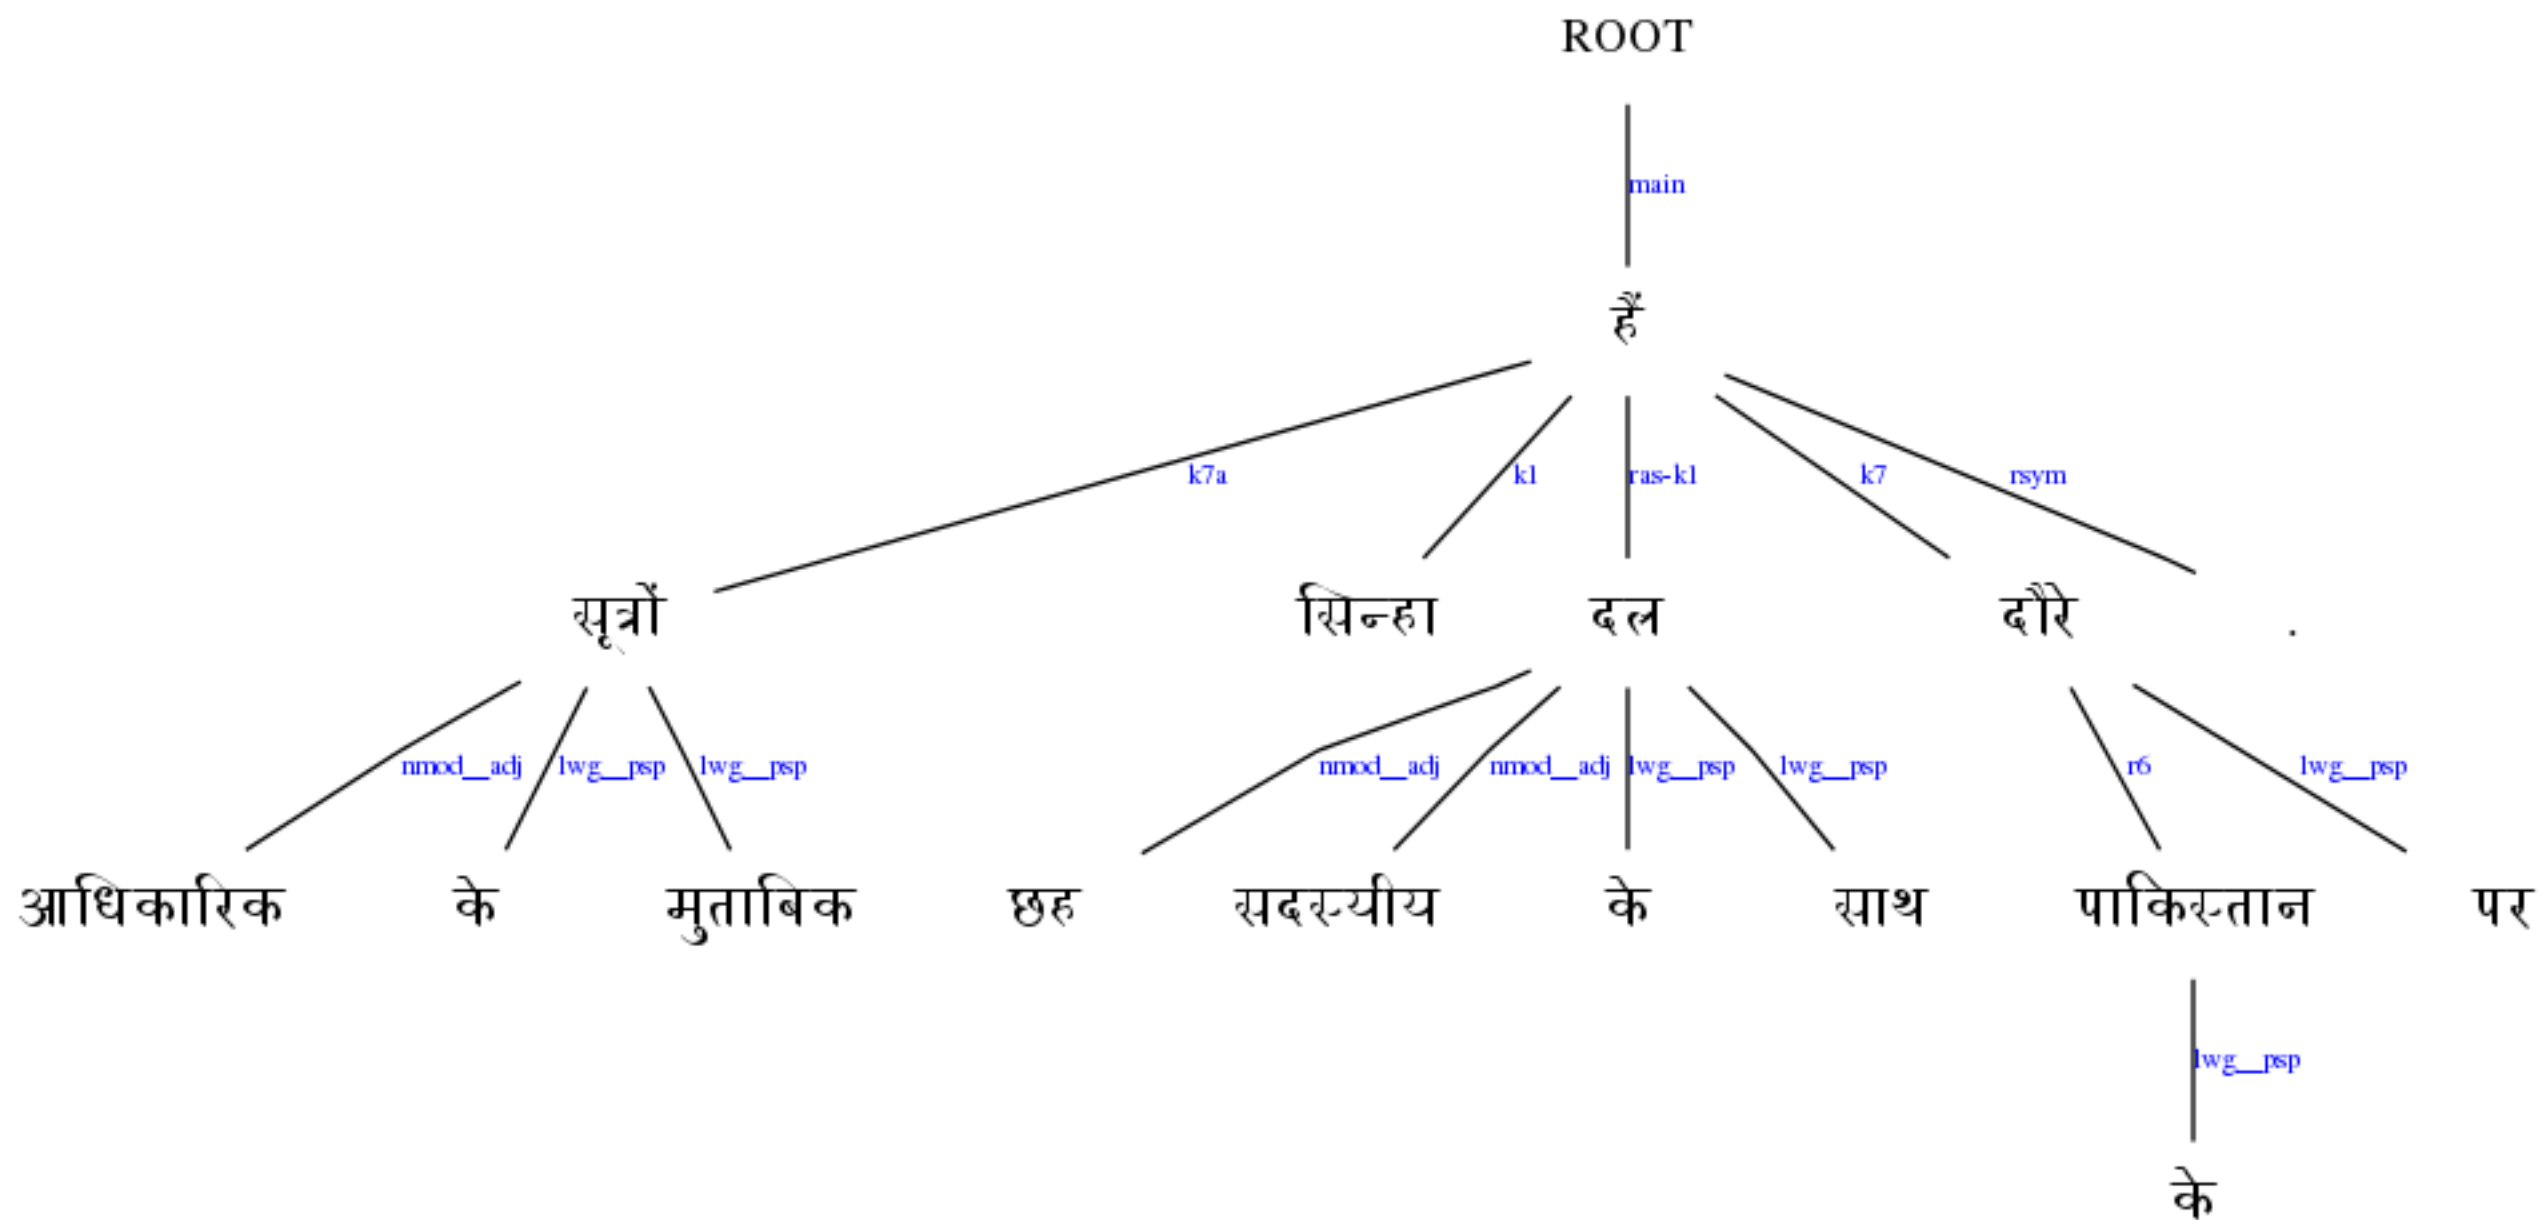 ROOT
main
हैं
k7a k1 ras-k1 k7 rsym
सूत्रों सिन्हा दल दौरे .
nmod__adj lwg__psp lwg__psp nmod__adj nmod__adj lwg__psp lwg__psp r6 lwg__psp
आधिकारिक के मुताबिक छह सदस्यीय के साथ पाकिस्तान पर
lwg__psp
के